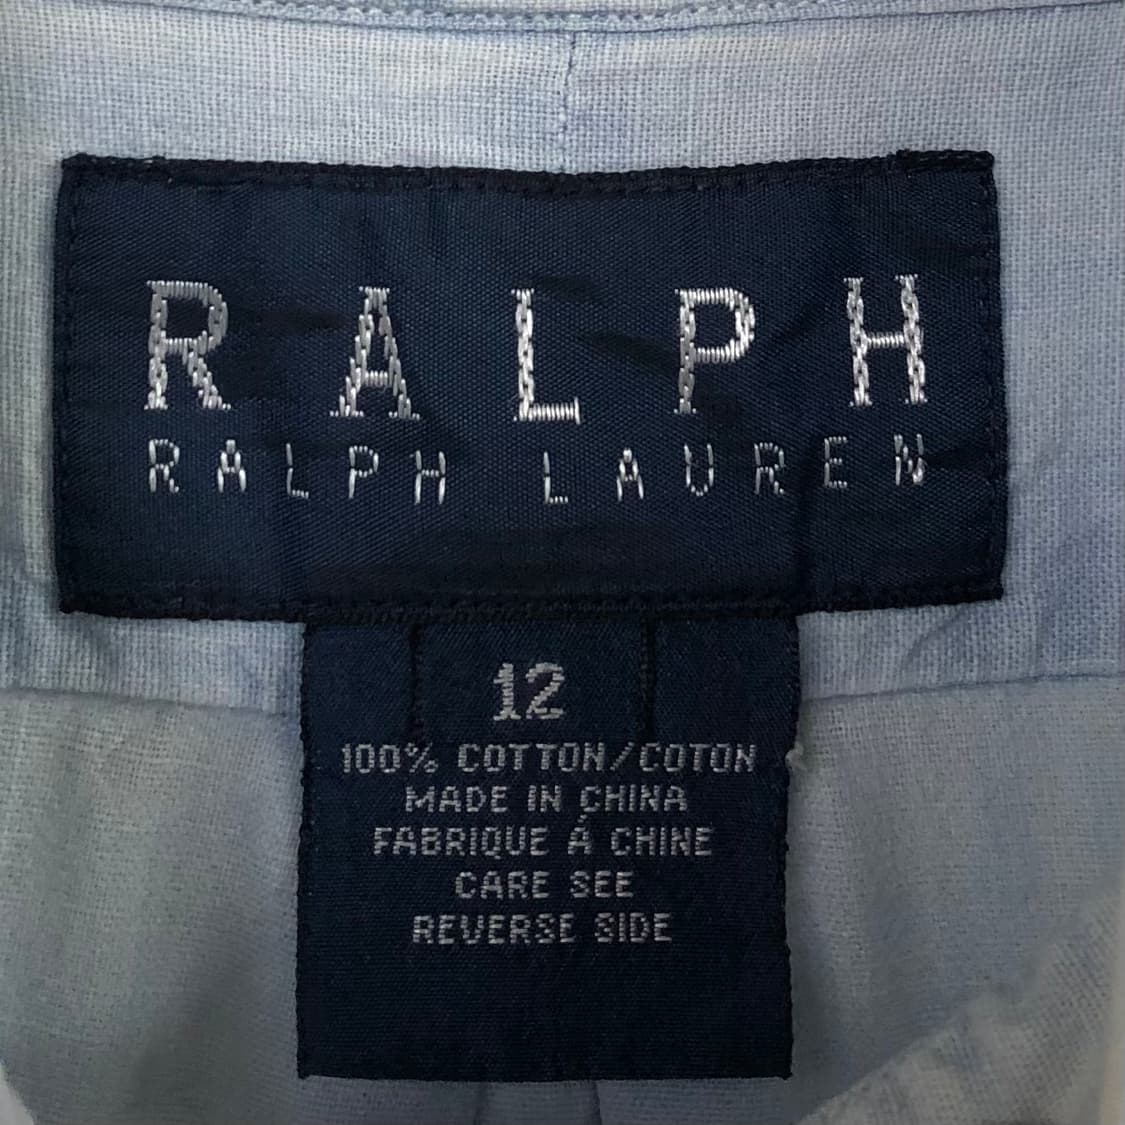 RALPH
RALPH LAUREN
12
100% COTTON/COTON
MADE IN CHINA
FABRIQUE Á CHINE
CARE SEE
REVERSE SIDE